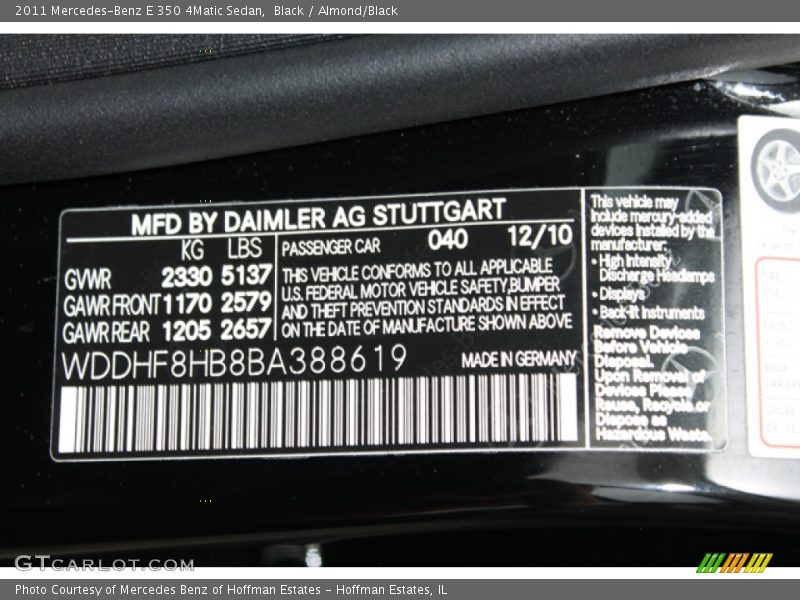 2011 Mercedes-Benz E 350 4Matic Sedan, Black / Almond/Black
MFD BY DAIMLER AG STUTTGART
KG LBS
GVWR 2330 5137
GAWR FRONT 1170 2579
GAWR REAR 1205 2657
PASSENGER CAR 040 12/10
THIS VEHICLE CONFORMS TO ALL APPLICABLE
U.S. FEDERAL MOTOR VEHICLE SAFETY,BUMPER
AND THEFT PREVENTION STANDARDS IN EFFECT
ON THE DATE OF MANUFACTURE SHOWN ABOVE
WDDHF8HB8BA388619 MADE IN GERMANY
This vehicle may
include mercury-added
devices installed by the
manufacturer:
• High Intensity
Discharge Headlamps
• Displays
• Back-lit Instruments
Remove Devices
Before Vehicle
Disposal.
Upon Removal of
Devices Please
Reuse, Recycle or
Dispose as
Hazardous Waste.
GTCARLOT.COM
Photo Courtesy of Mercedes Benz of Hoffman Estates - Hoffman Estates, IL